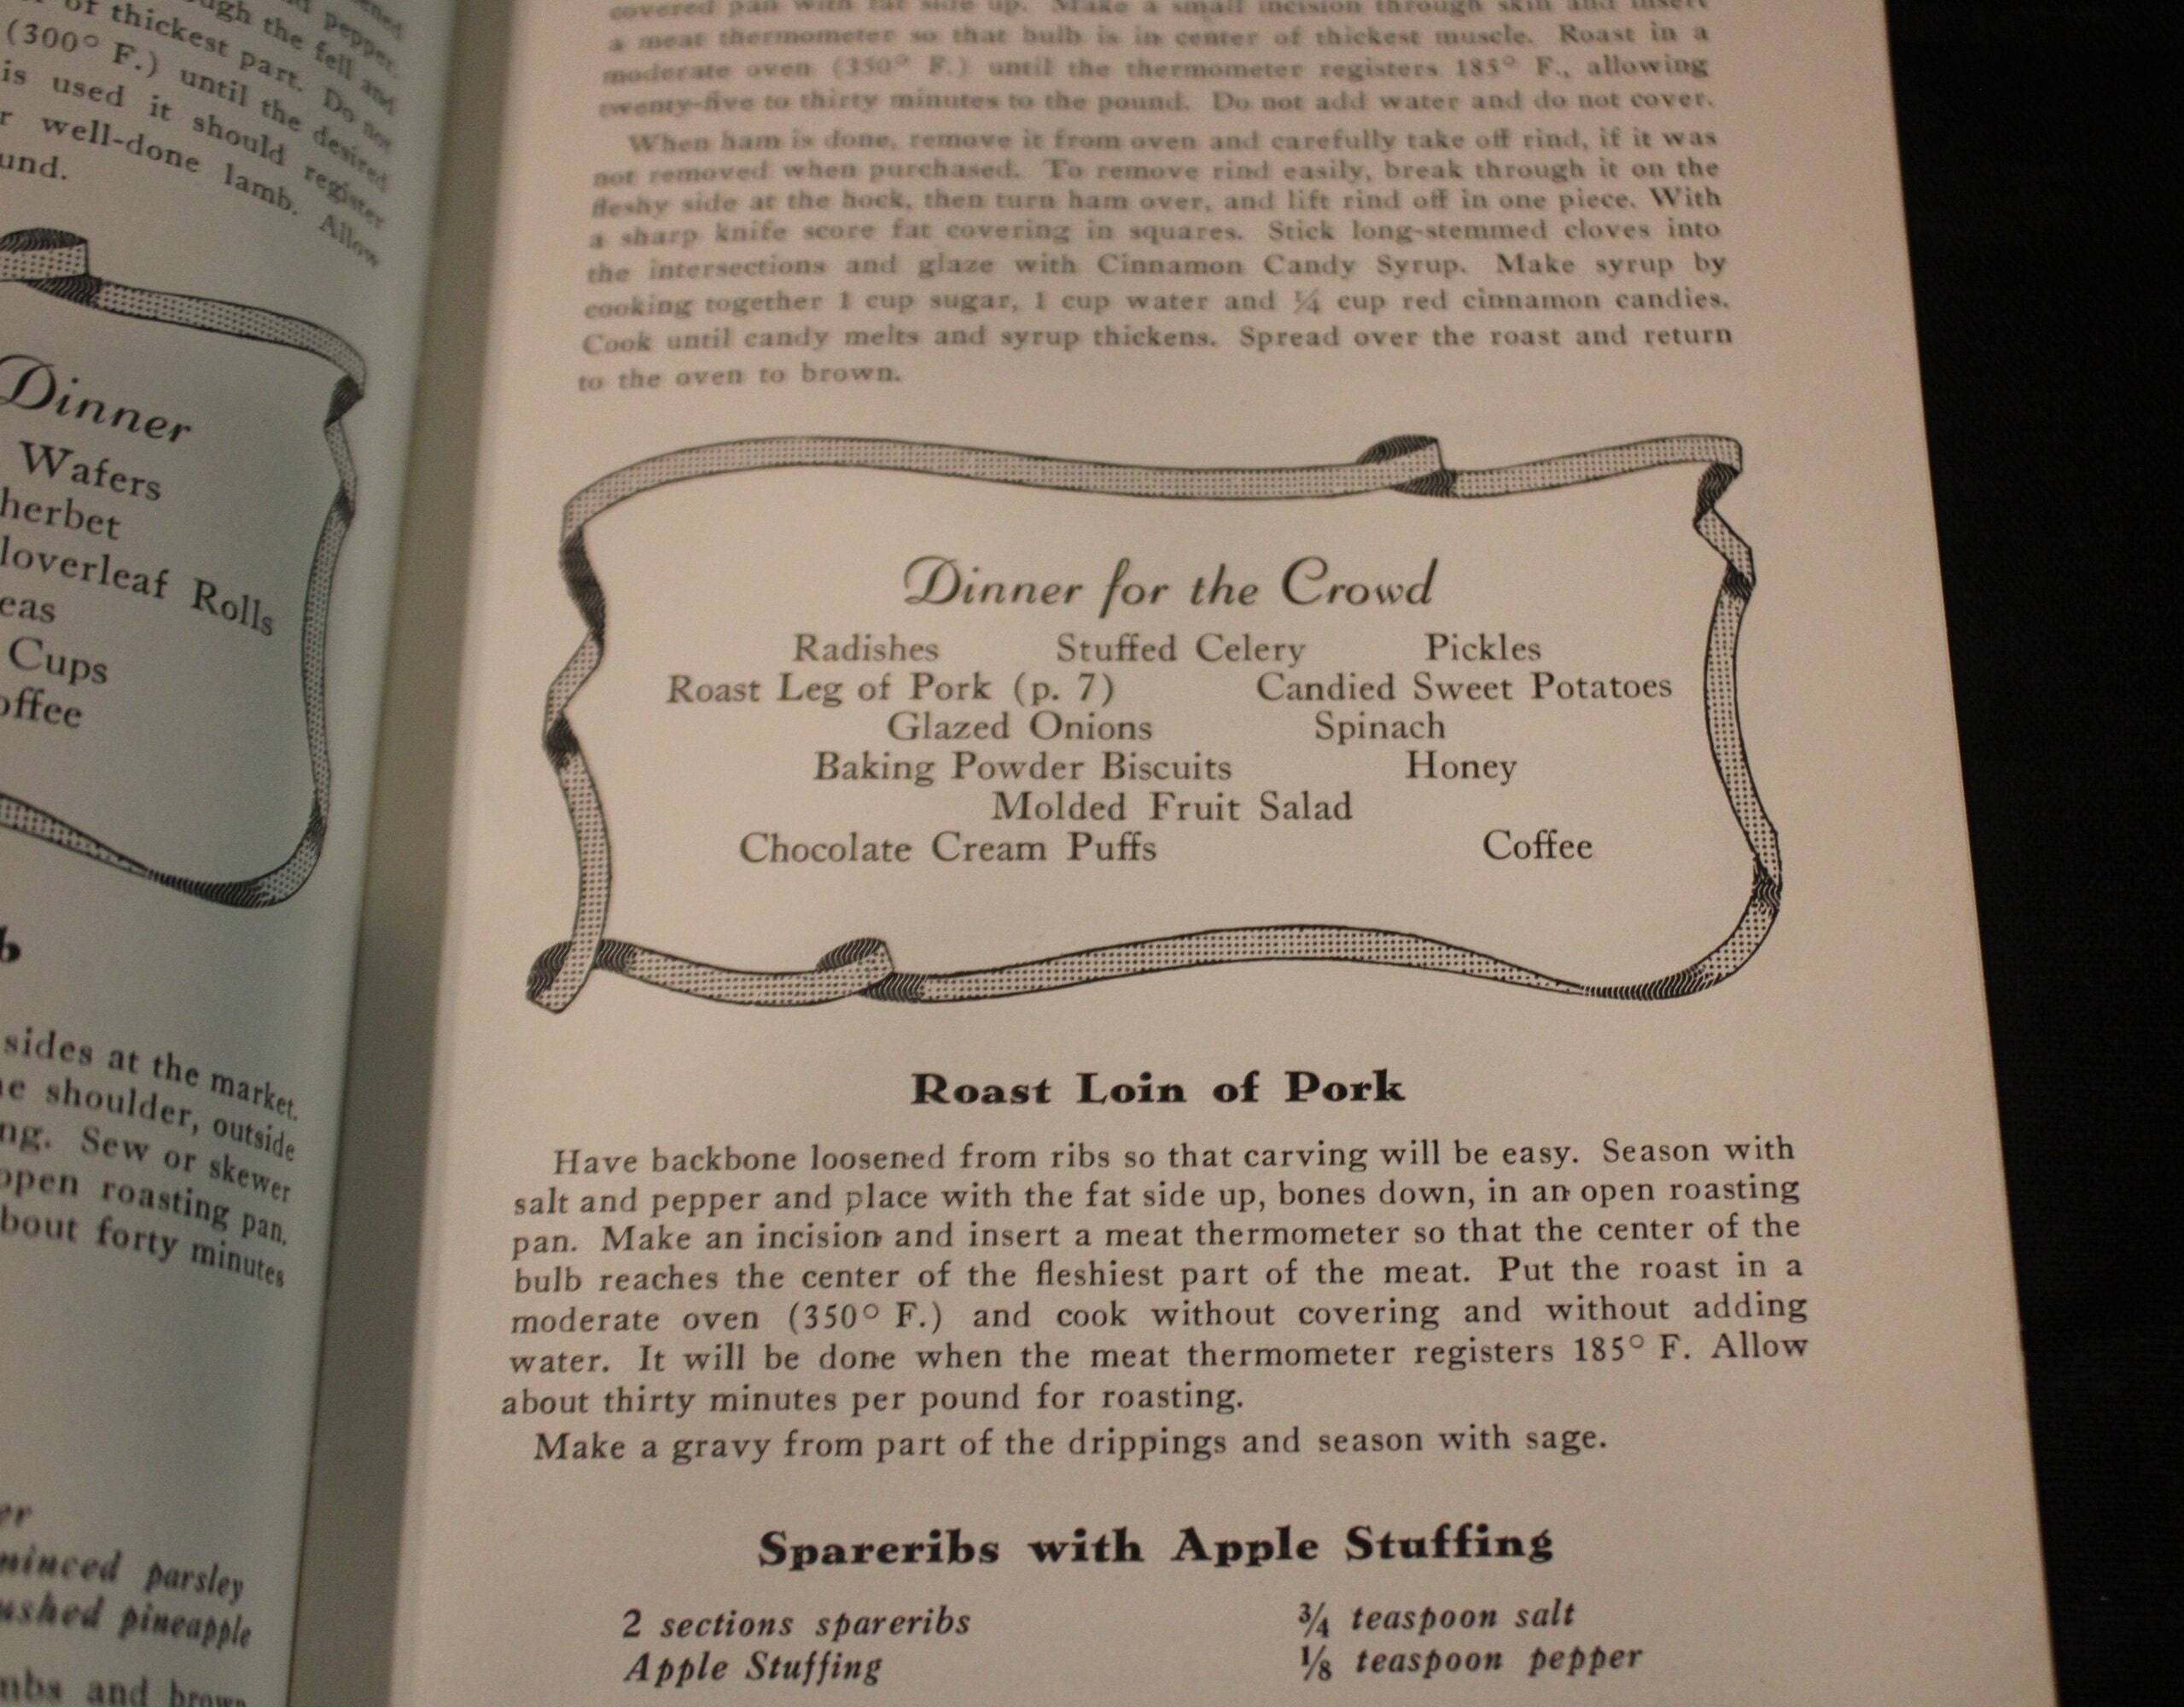 pepper.
ugh the fell and
of thickest part. Do not
(300° F.) until the desired
is used it should register
r well-done lamb. Allow
und.
Dinner
Wafers
herbet
loverleaf Rolls
eas
Cups
offee
b
sides at the market.
e shoulder, outside
ng. Sew or skewer
open roasting pan.
bout forty minutes
er
minced parsley
ushed pineapple
mbs and brown
covered pan with fat side up. Make a small incision through skin and insert
a meat thermometer so that bulb is in center of thickest muscle. Roast in a
moderate oven (350° F.) until the thermometer registers 185° F., allowing
twenty-five to thirty minutes to the pound. Do not add water and do not cover.
When ham is done, remove it from oven and carefully take off rind, if it was
not removed when purchased. To remove rind easily, break through it on the
fleshy side at the hock, then turn ham over, and lift rind off in one piece. With
a sharp knife score fat covering in squares. Stick long-stemmed cloves into
the intersections and glaze with Cinnamon Candy Syrup. Make syrup by
cooking together 1 cup sugar, 1 cup water and ¼ cup red cinnamon candies.
Cook until candy melts and syrup thickens. Spread over the roast and return
to the oven to brown.
Dinner for the Crowd
Radishes Stuffed Celery Pickles
Roast Leg of Pork (p. 7) Candied Sweet Potatoes
Glazed Onions Spinach
Baking Powder Biscuits Honey
Molded Fruit Salad
Chocolate Cream Puffs Coffee
Roast Loin of Pork
Have backbone loosened from ribs so that carving will be easy. Season with
salt and pepper and place with the fat side up, bones down, in an open roasting
pan. Make an incision and insert a meat thermometer so that the center of the
bulb reaches the center of the fleshiest part of the meat. Put the roast in a
moderate oven (350° F.) and cook without covering and without adding
water. It will be done when the meat thermometer registers 185° F. Allow
about thirty minutes per pound for roasting.
Make a gravy from part of the drippings and season with sage.
Spareribs with Apple Stuffing
2 sections spareribs ¾ teaspoon salt
Apple Stuffing ⅛ teaspoon pepper